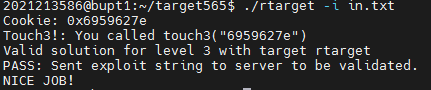 2021213586@bupt1:~/target565$ ./rtarget -i in.txt
Cookie: 0x6959627e
Touch3!: You called touch3("6959627e")
Valid solution for level 3 with target rtarget
PASS: Sent exploit string to server to be validated.
NICE JOB!